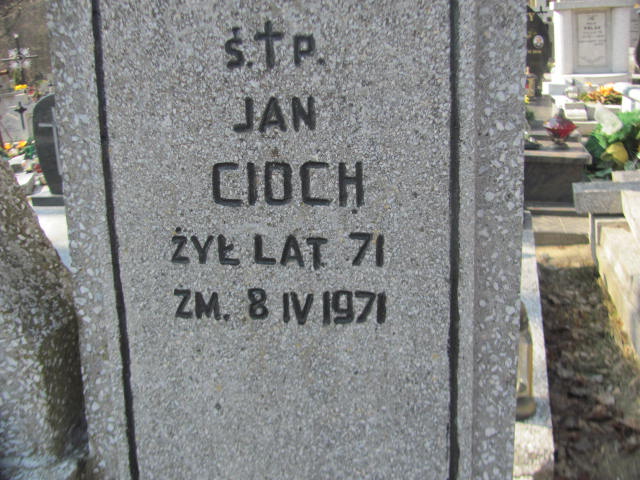 Ś.✝P.
JAN
CIOCH
ŻYŁ LAT 71
ZM. 8 IV 1971